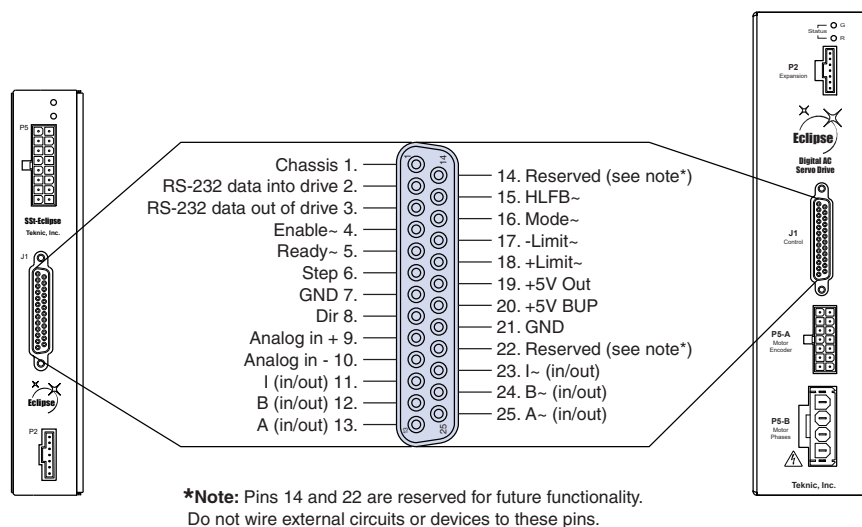 P5
SSt-Eclipse
Teknic, Inc.
J1
Eclipse
P2
Chassis 1.
RS-232 data into drive 2.
RS-232 data out of drive 3.
Enable~ 4.
Ready~ 5.
Step 6.
GND 7.
Dir 8.
Analog in + 9.
Analog in - 10.
I (in/out) 11.
B (in/out) 12.
A (in/out) 13.
1
14
13
25
14. Reserved (see note*)
15. HLFB~
16. Mode~
17. -Limit~
18. +Limit~
19. +5V Out
20. +5V BUP
21. GND
22. Reserved (see note*)
23. I~ (in/out)
24. B~ (in/out)
25. A~ (in/out)
Status
G
R
P2
Expansion
Eclipse
Digital AC
Servo Drive
J1
Control
P5-A
Motor
Encoder
P5-B
Motor
Phases
Teknic, Inc.
*Note: Pins 14 and 22 are reserved for future functionality.
Do not wire external circuits or devices to these pins.